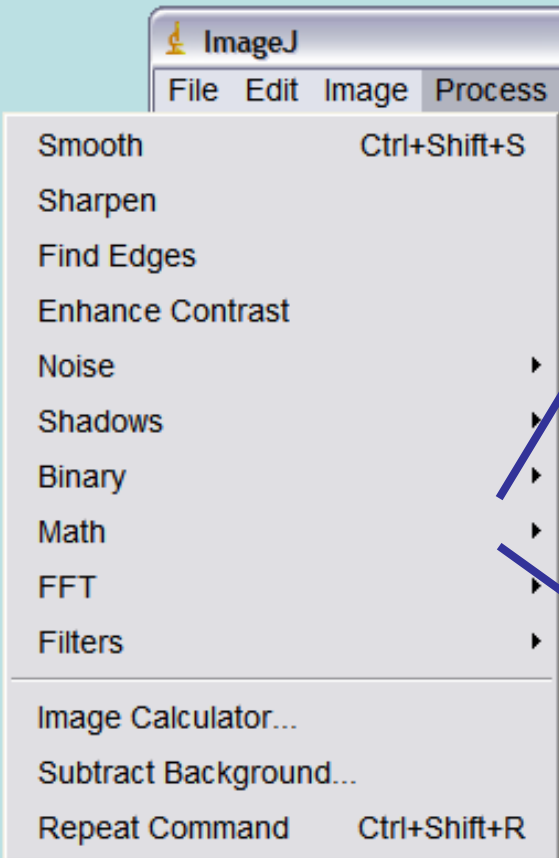 ImageJ
File Edit Image Process
Smooth Ctrl+Shift+S
Sharpen
Find Edges
Enhance Contrast
Noise
Shadows
Binary
Math
FFT
Filters
Image Calculator...
Subtract Background...
Repeat Command Ctrl+Shift+R